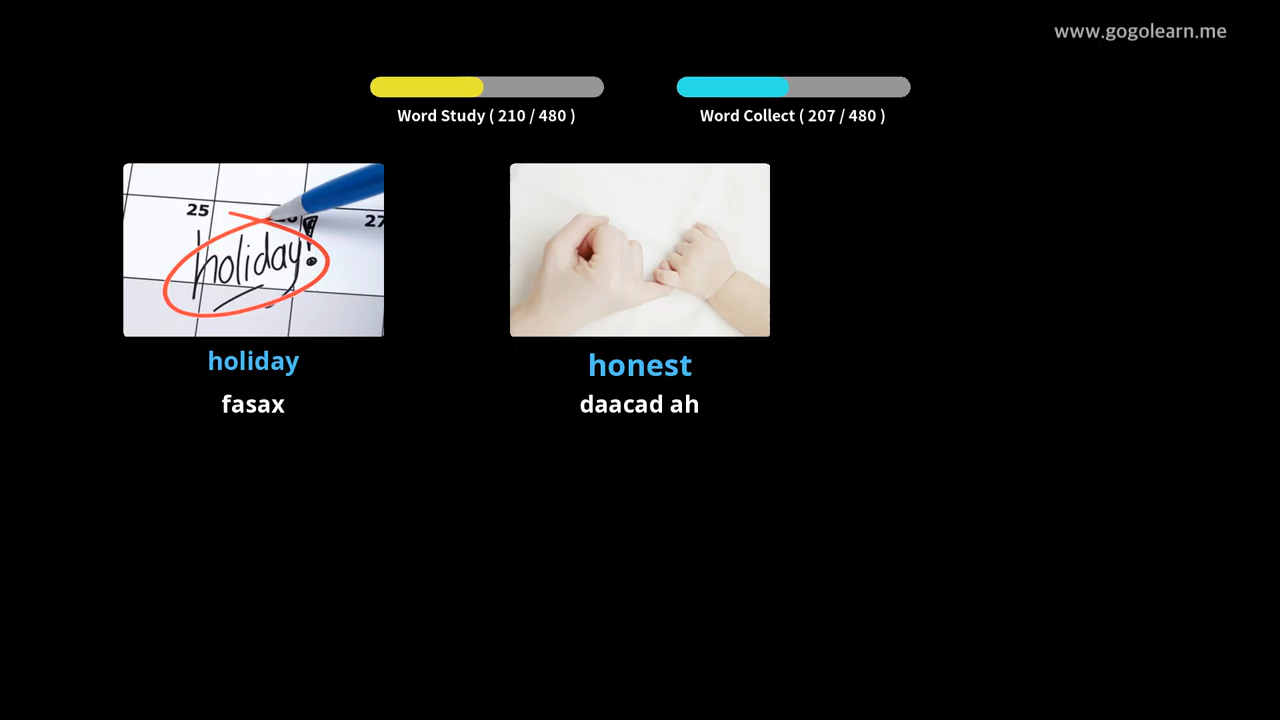 www.gogolearn.me
Word Study ( 210 / 480 )
Word Collect ( 207 / 480 )
25
27
holiday!
holiday
honest
fasax
daacad ah